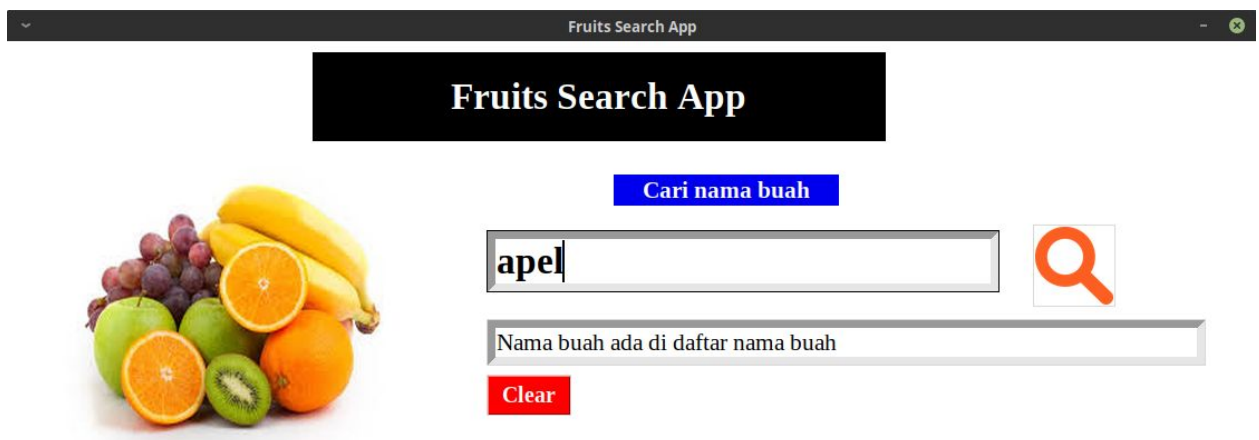 Fruits Search App
Fruits Search App
Cari nama buah
apel
Nama buah ada di daftar nama buah
Clear